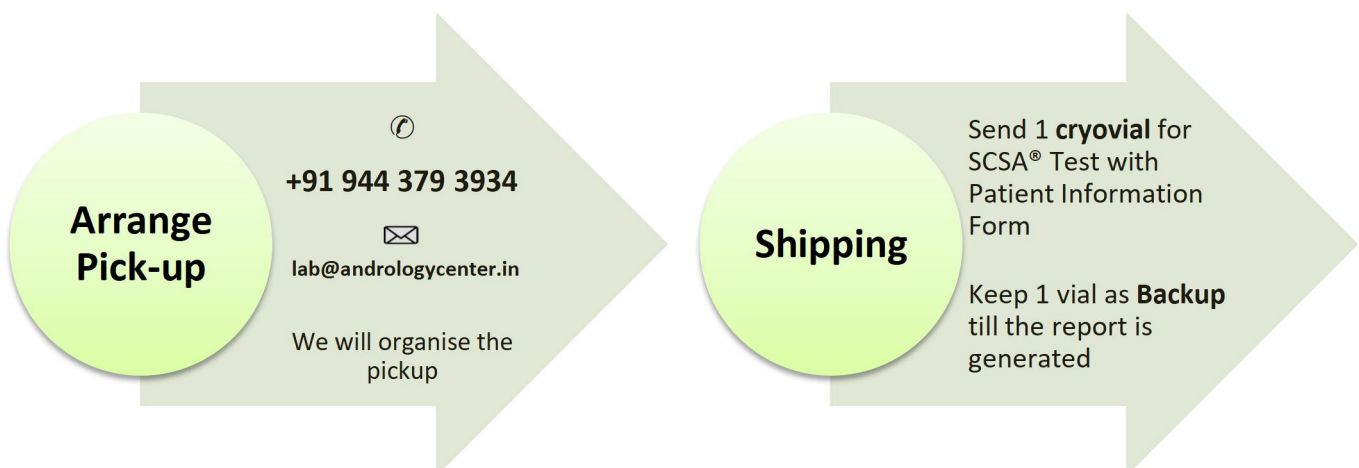 Arrange
Pick-up
✆
+91 944 379 3934
✉
lab@andrologycenter.in
We will organise the
pickup
Shipping
Send 1 cryovial for
SCSA® Test with
Patient Information
Form
Keep 1 vial as Backup
till the report is
generated